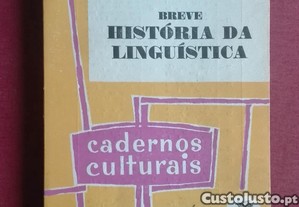 BREVE
HISTÓRIA DA
LINGUÍSTICA
cadernos
culturais
CustoJusto.pt